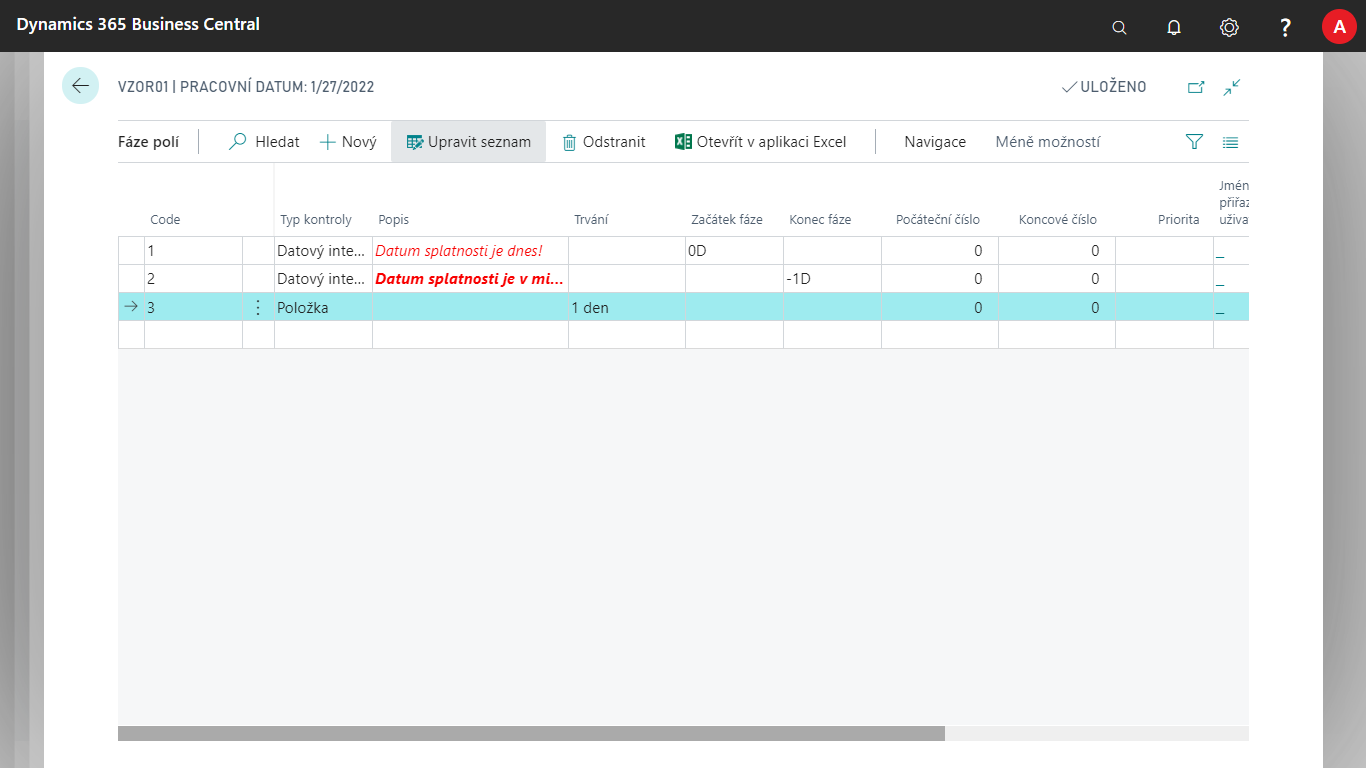 Dynamics 365 Business Central
?
A
VZOR01 | PRACOVNÍ DATUM: 1/27/2022
ULOŽENO
Fáze polí
Hledat
Nový
Upravit seznam
Odstranit
Otevřít v aplikaci Excel
Navigace
Méně možností
Code
Typ kontroly
Popis
Trvání
Začátek fáze
Konec fáze
Počáteční číslo
Koncové číslo
Priorita
Jmén
přiřaz
uživa
1 Datový inte... Datum splatnosti je dnes! 0D 0 0 _
2 Datový inte... Datum splatnosti je v mi... -1D 0 0 _
3 Položka 1 den 0 0 _